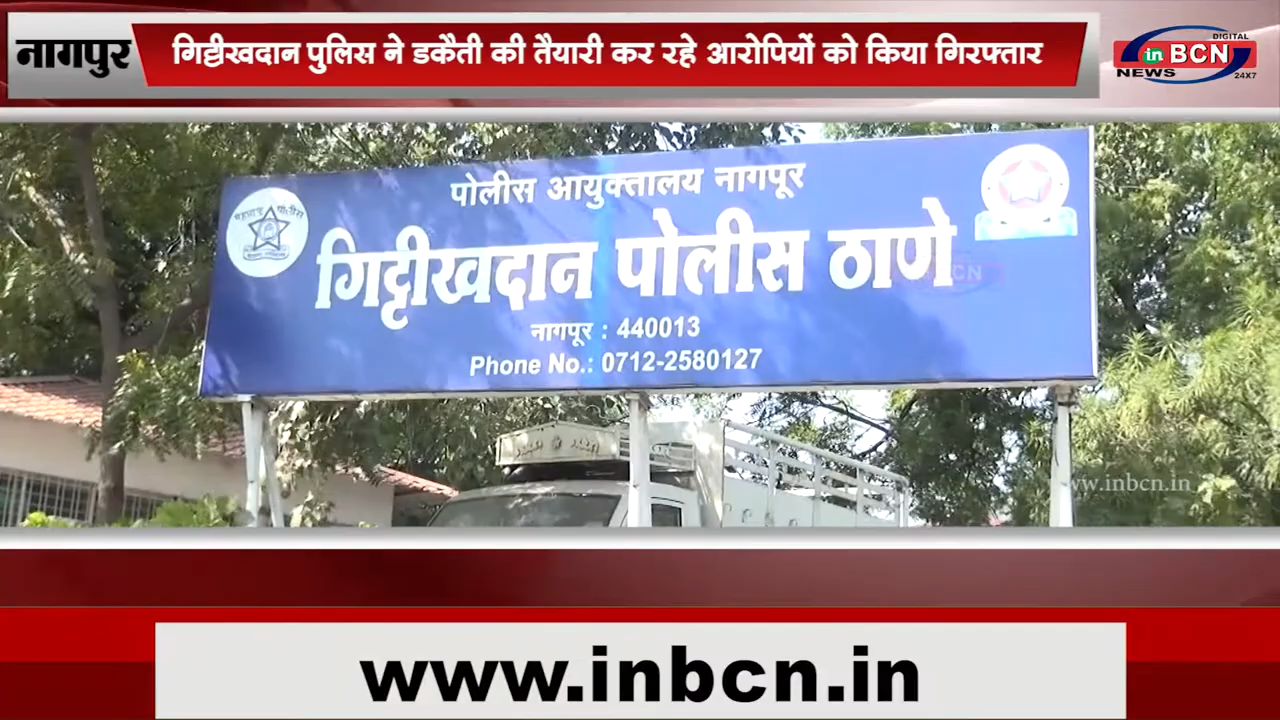 नागपुर
गिट्टीखदान पुलिस ने डकैती की तैयारी कर रहे आरोपियों को किया गिरफ्तार
DIGITAL
in BCN
NEWS 24X7
पोलीस आयुक्तालय नागपूर
गिट्टीखदान पोलीस ठाणे
नागपूर : 440013
Phone No.: 0712-2580127
www.inbcn.in
www.inbcn.in